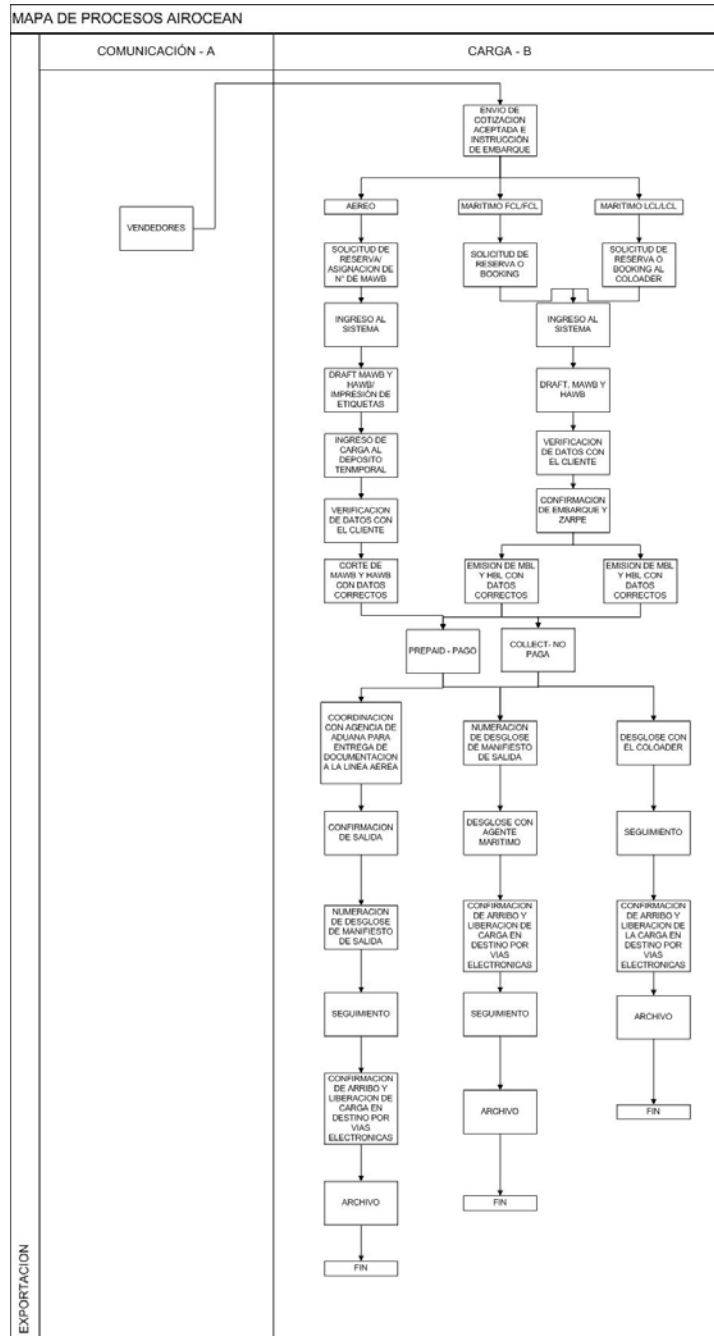 MAPA DE PROCESOS AIROCEAN
COMUNICACIÓN - A
CARGA - B
ENVIO DE
COTIZACION
ACEPTADA E
INSTRUCCIÓN
DE EMBARQUE
VENDEDORES
AEREO
MARITIMO FCL/FCL
MARITIMO LCL/LCL
SOLICITUD DE
RESERVA/
ASIGNACION DE
N° DE MAWB
SOLICITUD DE
RESERVA O
BOOKING
SOLICITUD DE
RESERVA O
BOOKING AL
COLOADER
INGRESO AL
SISTEMA
INGRESO AL
SISTEMA
DRAFT MAWB Y
HAWB/
IMPRESIÓN DE
ETIQUETAS
DRAFT, MAWB Y
HAWB
INGRESO DE
CARGA AL
DEPOSITO
TENMPORAL
VERIFICACION
DE DATOS CON
EL CLIENTE
VERIFICACION
DE DATOS CON
EL CLIENTE
CONFIRMACION
DE EMBARQUE Y
ZARPE
CORTE DE
MAWB Y HAWB
CON DATOS
CORRECTOS
EMISION DE MBL
Y HBL CON
DATOS
CORRECTOS
EMISION DE MBL
Y HBL CON
DATOS
CORRECTOS
PREPAID - PAGO
COLLECT- NO
PAGA
COORDINACION
CON AGENCIA DE
ADUANA PARA
ENTREGA DE
DOCUMENTACION
A LA LINEA AÉREA
NUMERACION
DE DESGLOSE
DE MANIFIESTO
DE SALIDA
DESGLOSE CON
EL COLOADER
CONFIRMACION
DE SALIDA
DESGLOSE CON
AGENTE
MARITIMO
SEGUIMIENTO
NUMERACION
DE DESGLOSE
DE MANIFIESTO
DE SALIDA
CONFIRMACION
DE ARRIBO Y
LIBERACION DE
CARGA EN
DESTINO POR
VIAS
ELECTRONICAS
CONFIRMACION
DE ARRIBO Y
LIBERACION DE
LA CARGA EN
DESTINO POR
VIAS
ELECTRONICAS
SEGUIMIENTO
SEGUIMIENTO
ARCHIVO
CONFIRMACION
DE ARRIBO Y
LIBERACION DE
CARGA EN
DESTINO POR
VIAS
ELECTRONICAS
ARCHIVO
FIN
ARCHIVO
FIN
FIN
EXPORTACION